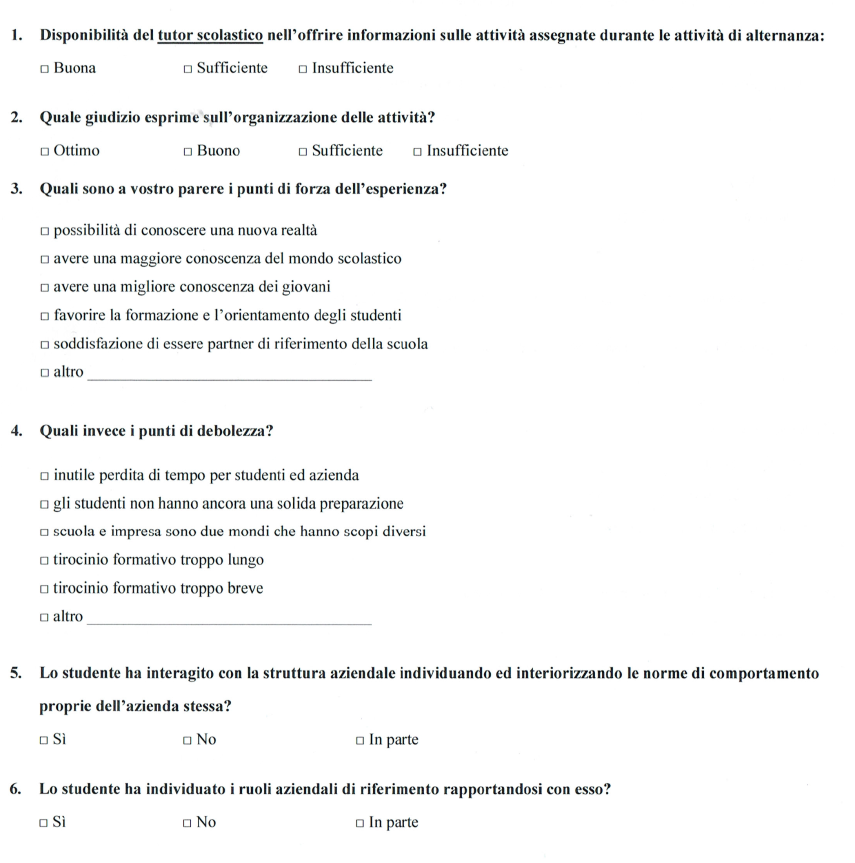 1. Disponibilità del tutor scolastico nell'offrire informazioni sulle attività assegnate durante le attività di alternanza:
□ Buona □ Sufficiente □ Insufficiente
2. Quale giudizio esprime sull'organizzazione delle attività?
□ Ottimo □ Buono □ Sufficiente □ Insufficiente
3. Quali sono a vostro parere i punti di forza dell'esperienza?
□ possibilità di conoscere una nuova realtà
□ avere una maggiore conoscenza del mondo scolastico
□ avere una migliore conoscenza dei giovani
□ favorire la formazione e l'orientamento degli studenti
□ soddisfazione di essere partner di riferimento della scuola
□ altro
4. Quali invece i punti di debolezza?
□ inutile perdita di tempo per studenti ed azienda
□ gli studenti non hanno ancora una solida preparazione
□ scuola e impresa sono due mondi che hanno scopi diversi
□ tirocinio formativo troppo lungo
□ tirocinio formativo troppo breve
□ altro
5. Lo studente ha interagito con la struttura aziendale individuando ed interiorizzando le norme di comportamento
proprie dell'azienda stessa?
□ Sì □ No □ In parte
6. Lo studente ha individuato i ruoli aziendali di riferimento rapportandosi con esso?
□ Sì □ No □ In parte